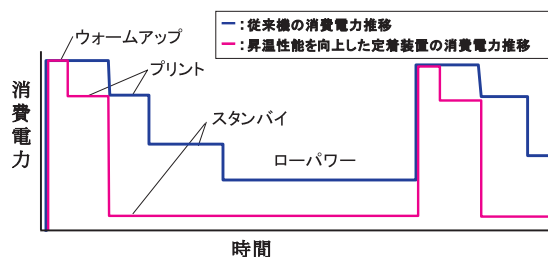 ━：従来機の消費電力推移
━：昇温性能を向上した定着装置の消費電力推移
ウォームアップ
プリント
スタンバイ
ローパワー
消費電力
時間